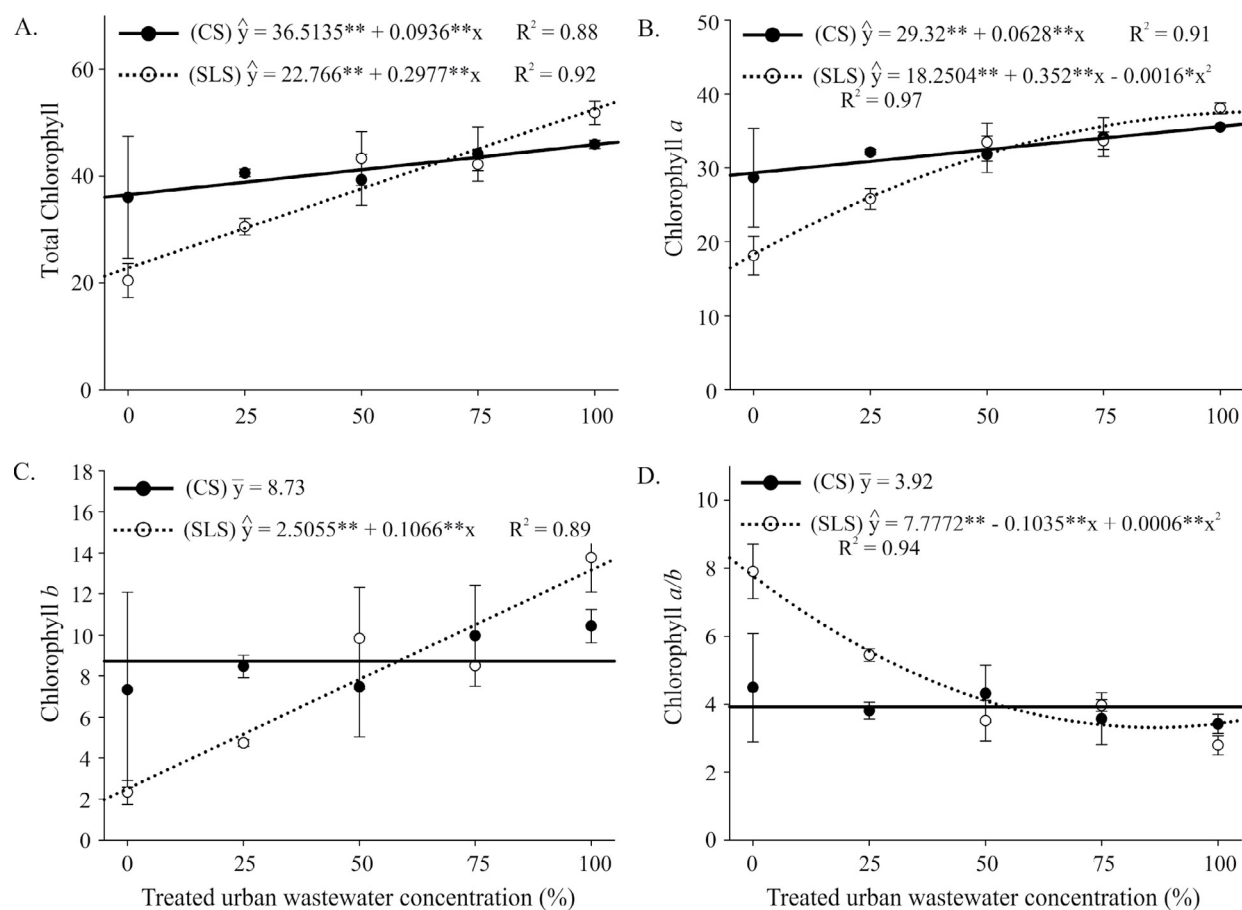 A.
(CS) ŷ = 36.5135** + 0.0936**x R² = 0.88
(SLS) ŷ = 22.766** + 0.2977**x R² = 0.92
Total Chlorophyll
60
40
20
0
0 25 50 75 100
B.
(CS) ŷ = 29.32** + 0.0628**x R² = 0.91
(SLS) ŷ = 18.2504** + 0.352**x - 0.0016*x²
R² = 0.97
Chlorophyll a
50
40
30
20
10
0
0 25 50 75 100
C.
(CS) y̅ = 8.73
(SLS) ŷ = 2.5055** + 0.1066**x R² = 0.89
Chlorophyll b
18
16
14
12
10
8
6
4
2
0
0 25 50 75 100
Treated urban wastewater concentration (%)
D.
(CS) y̅ = 3.92
(SLS) ŷ = 7.7772** - 0.1035**x + 0.0006**x²
R² = 0.94
Chlorophyll a/b
10
8
6
4
2
0
0 25 50 75 100
Treated urban wastewater concentration (%)